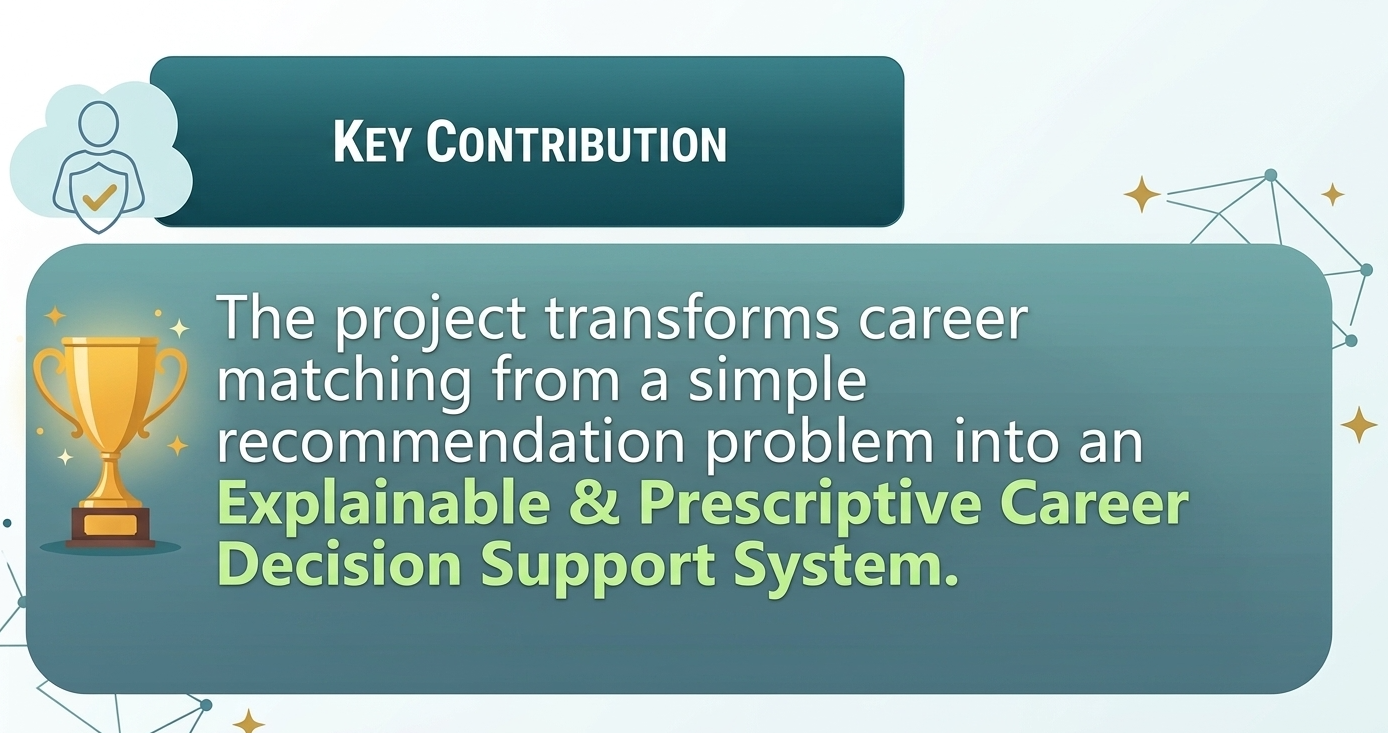 KEY CONTRIBUTION
The project transforms career
matching from a simple
recommendation problem into an
Explainable & Prescriptive Career
Decision Support System.